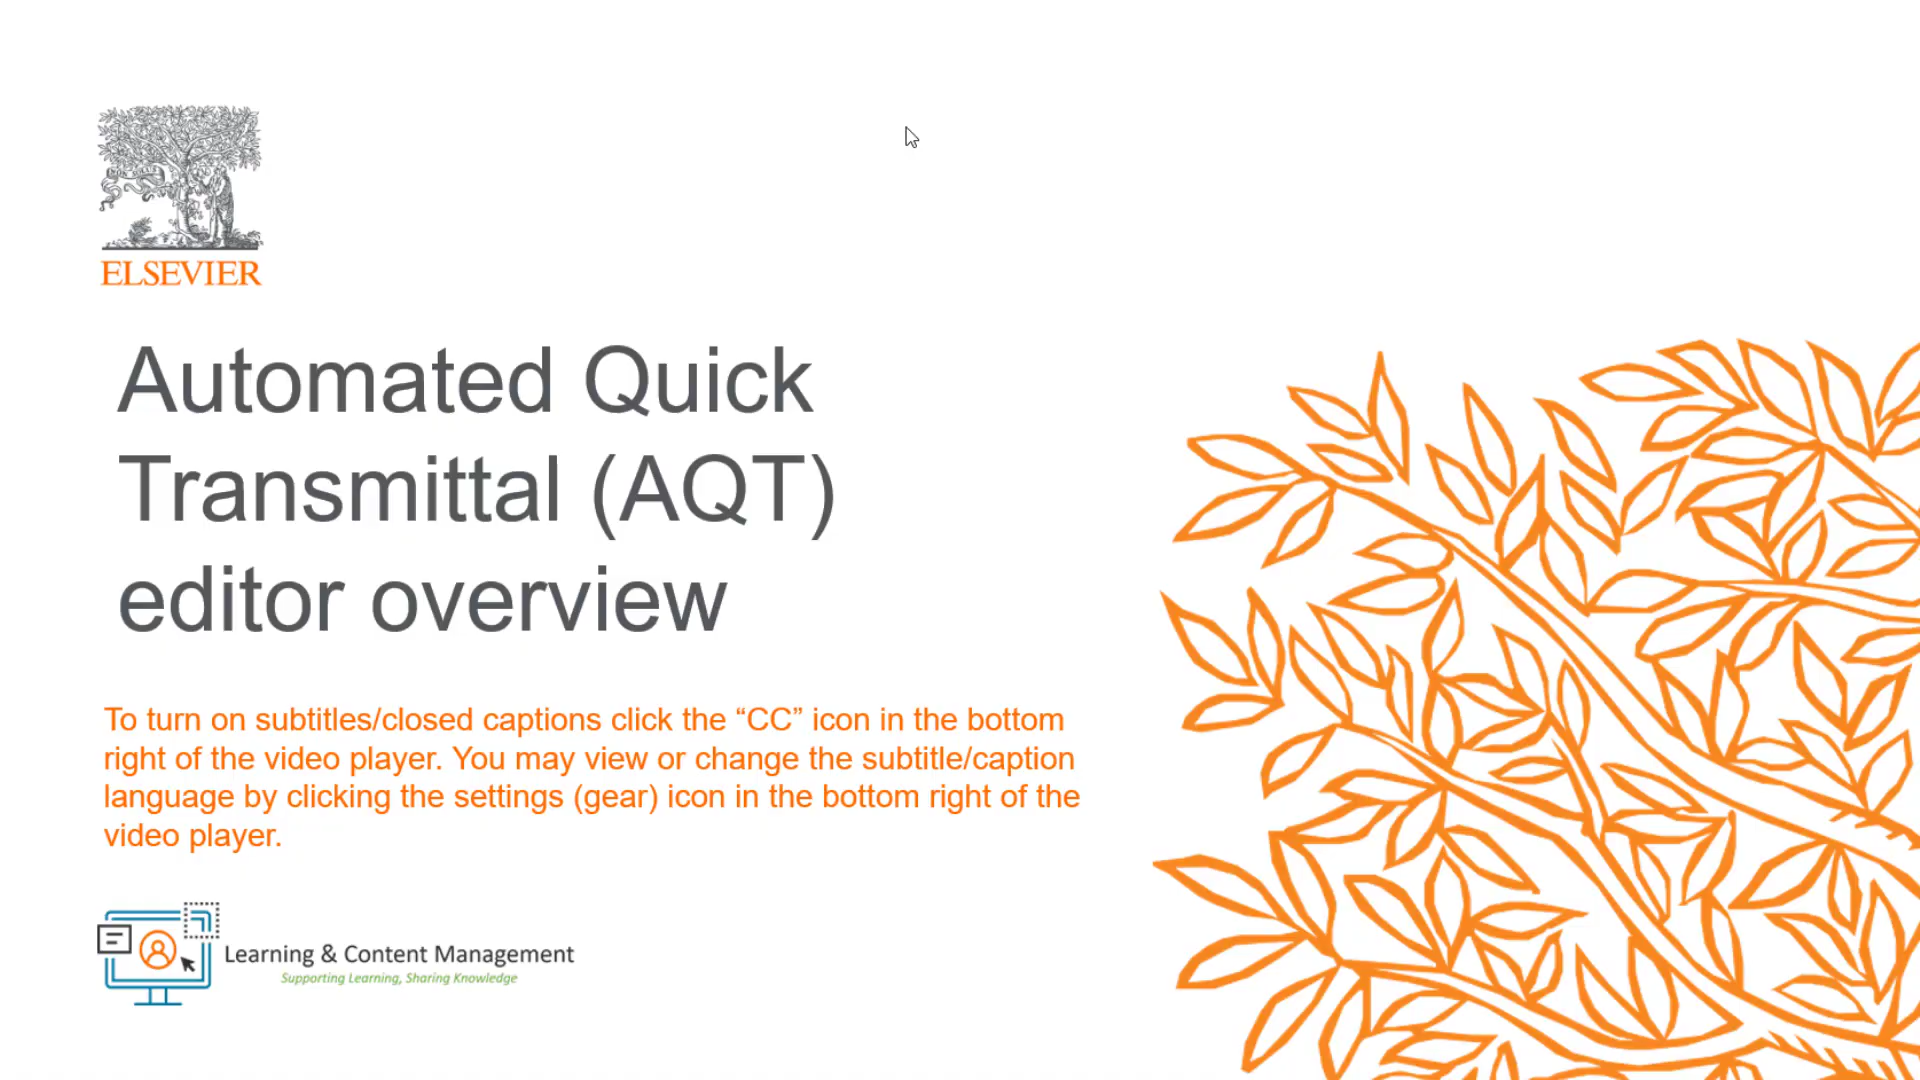 ELSEVIER
Automated Quick
Transmittal (AQT)
editor overview
To turn on subtitles/closed captions click the “CC” icon in the bottom
right of the video player. You may view or change the subtitle/caption
language by clicking the settings (gear) icon in the bottom right of the
video player.
Learning & Content Management
Supporting Learning, Sharing Knowledge